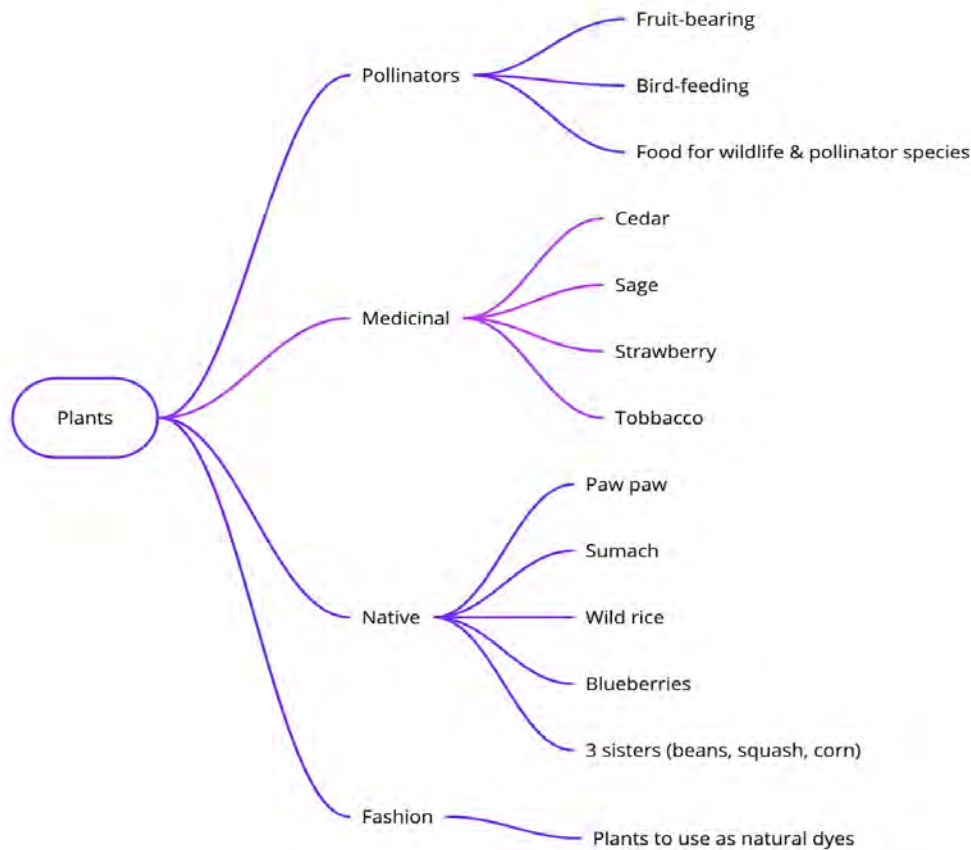 Fruit-bearing
Pollinators
Bird-feeding
Food for wildlife & pollinator species
Cedar
Sage
Medicinal
Strawberry
Plants
Tobbacco
Paw paw
Sumach
Native
Wild rice
Blueberries
3 sisters (beans, squash, corn)
Fashion
Plants to use as natural dyes